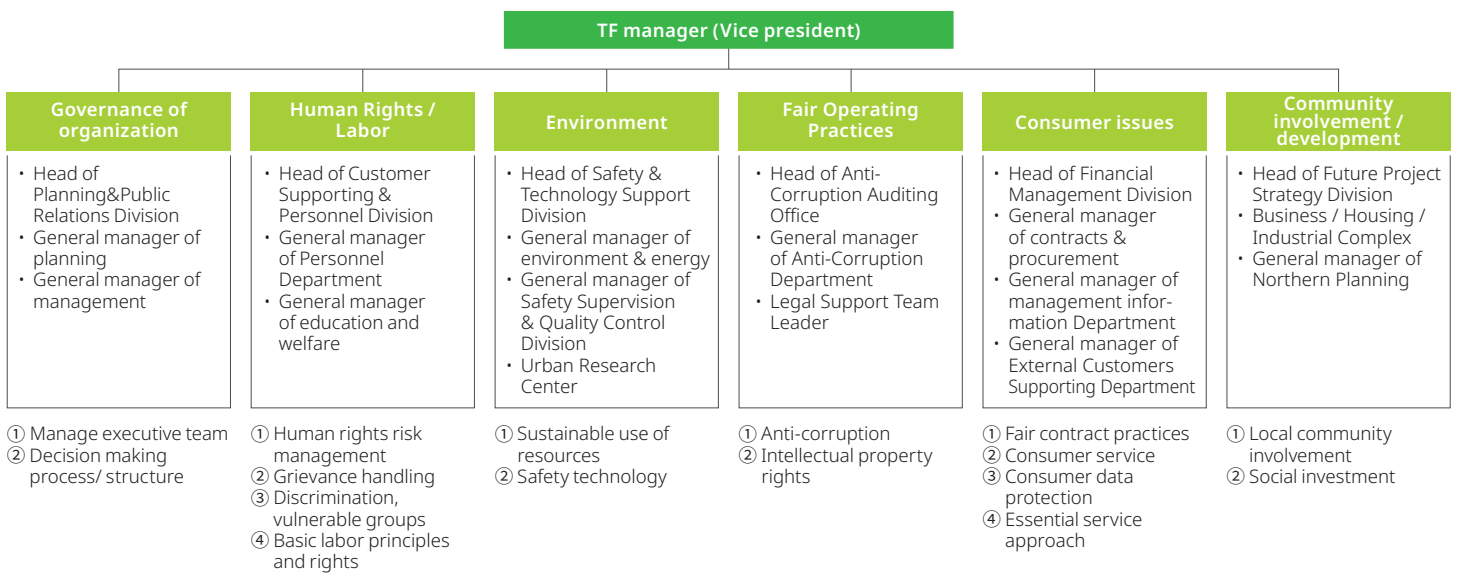 TF manager (Vice president)
Governance of
organization
• Head of
Planning&Public
Relations Division
• General manager of
planning
• General manager of
management
① Manage executive team
② Decision making
process/ structure
Human Rights /
Labor
• Head of Customer
Supporting &
Personnel Division
• General manager
of Personnel
Department
• General manager
of education and
welfare
① Human rights risk
management
② Grievance handling
③ Discrimination,
vulnerable groups
④ Basic labor principles
and rights
Environment
• Head of Safety &
Technology Support
Division
• General manager of
environment & energy
• General manager of
Safety Supervision
& Quality Control
Division
• Urban Research
Center
① Sustainable use of
resources
② Safety technology
Fair Operating
Practices
• Head of Anti-
Corruption Auditing
Office
• General manager
of Anti-Corruption
Department
• Legal Support Team
Leader
① Anti-corruption
② Intellectual property
rights
Consumer issues
• Head of Financial
Management Division
• General manager
of contracts &
procurement
• General manager of
management infor-
mation Department
• General manager of
External Customers
Supporting Department
① Fair contract practices
② Consumer service
③ Consumer data
protection
④ Essential service
approach
Community
involvement /
development
• Head of Future Project
Strategy Division
• Business / Housing /
Industrial Complex
• General manager of
Northern Planning
① Local community
involvement
② Social investment